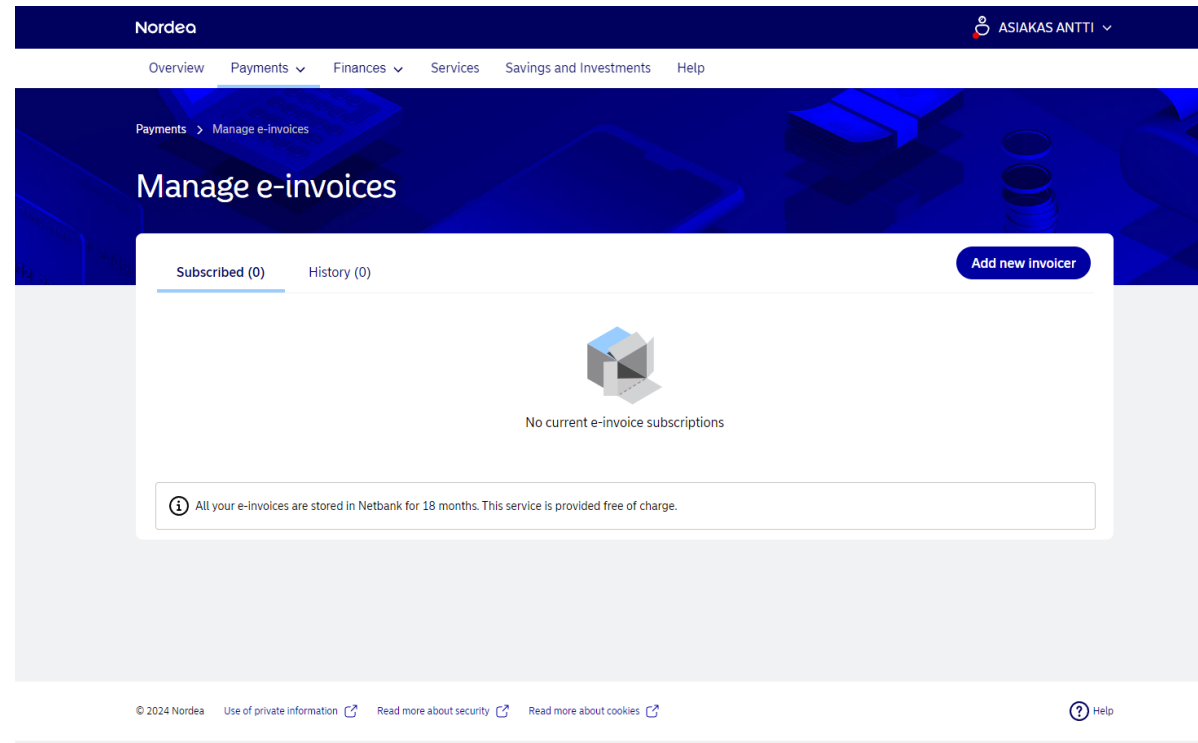 Nordea
ASIAKAS ANTTI
Overview Payments Finances Services Savings and Investments Help
Payments > Manage e-invoices
Manage e-invoices
Subscribed (0) History (0) Add new invoicer
No current e-invoice subscriptions
All your e-invoices are stored in Netbank for 18 months. This service is provided free of charge.
© 2024 Nordea Use of private information Read more about security Read more about cookies Help